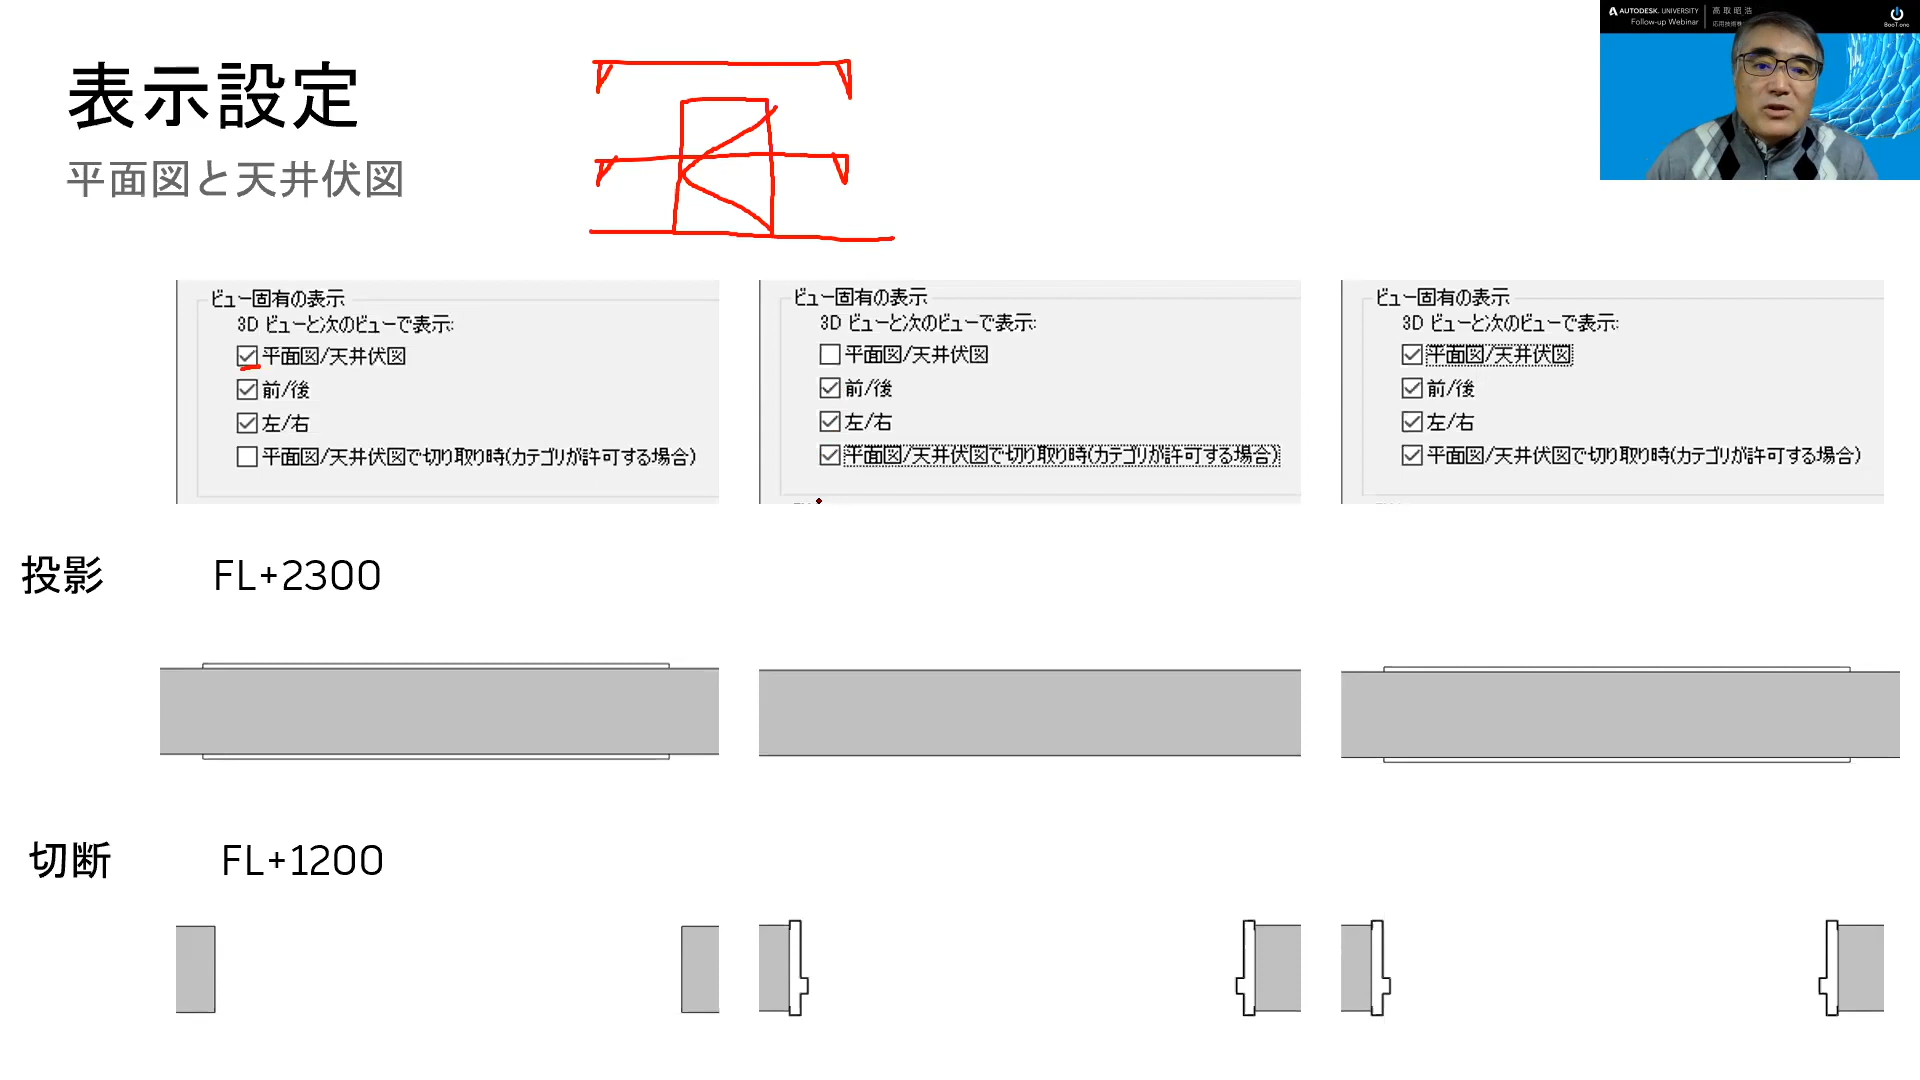 表示設定
平面図と天井伏図
AUTODESK. UNIVERSITY
Follow-up Webinar
高取昭浩
BooT.one
ビュー固有の表示
3D ビューと次のビューで表示:
平面図/天井伏図
前/後
左/右
平面図/天井伏図で切り取り時(カテゴリが許可する場合)
ビュー固有の表示
3D ビューと次のビューで表示:
平面図/天井伏図
前/後
左/右
平面図/天井伏図で切り取り時(カテゴリが許可する場合)
ビュー固有の表示
3D ビューと次のビューで表示:
平面図/天井伏図
前/後
左/右
平面図/天井伏図で切り取り時(カテゴリが許可する場合)
投影
FL+2300
切断
FL+1200